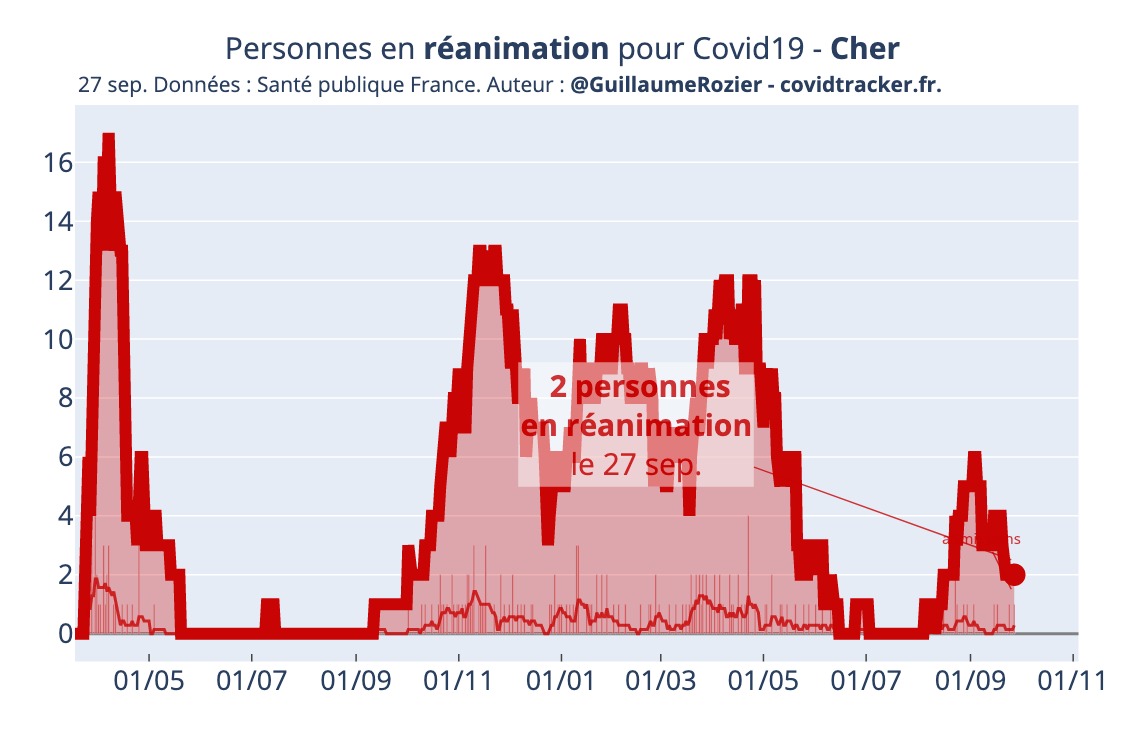 Personnes en réanimation pour Covid19 - Cher
27 sep. Données : Santé publique France. Auteur : @GuillaumeRozier - covidtracker.fr.
16
14
12
10
8
6
4
2
0
2 personnes
en réanimation
le 27 sep.
01/05 01/07 01/09 01/11 01/01 01/03 01/05 01/07 01/09 01/11